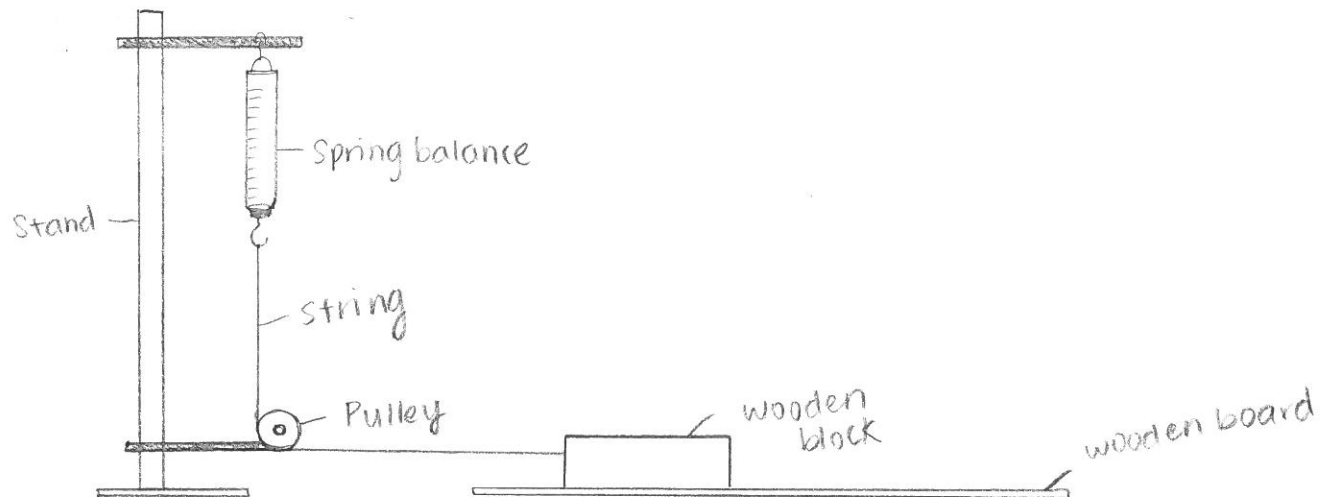 Spring balance
Stand
String
Pulley
wooden
block
wooden board